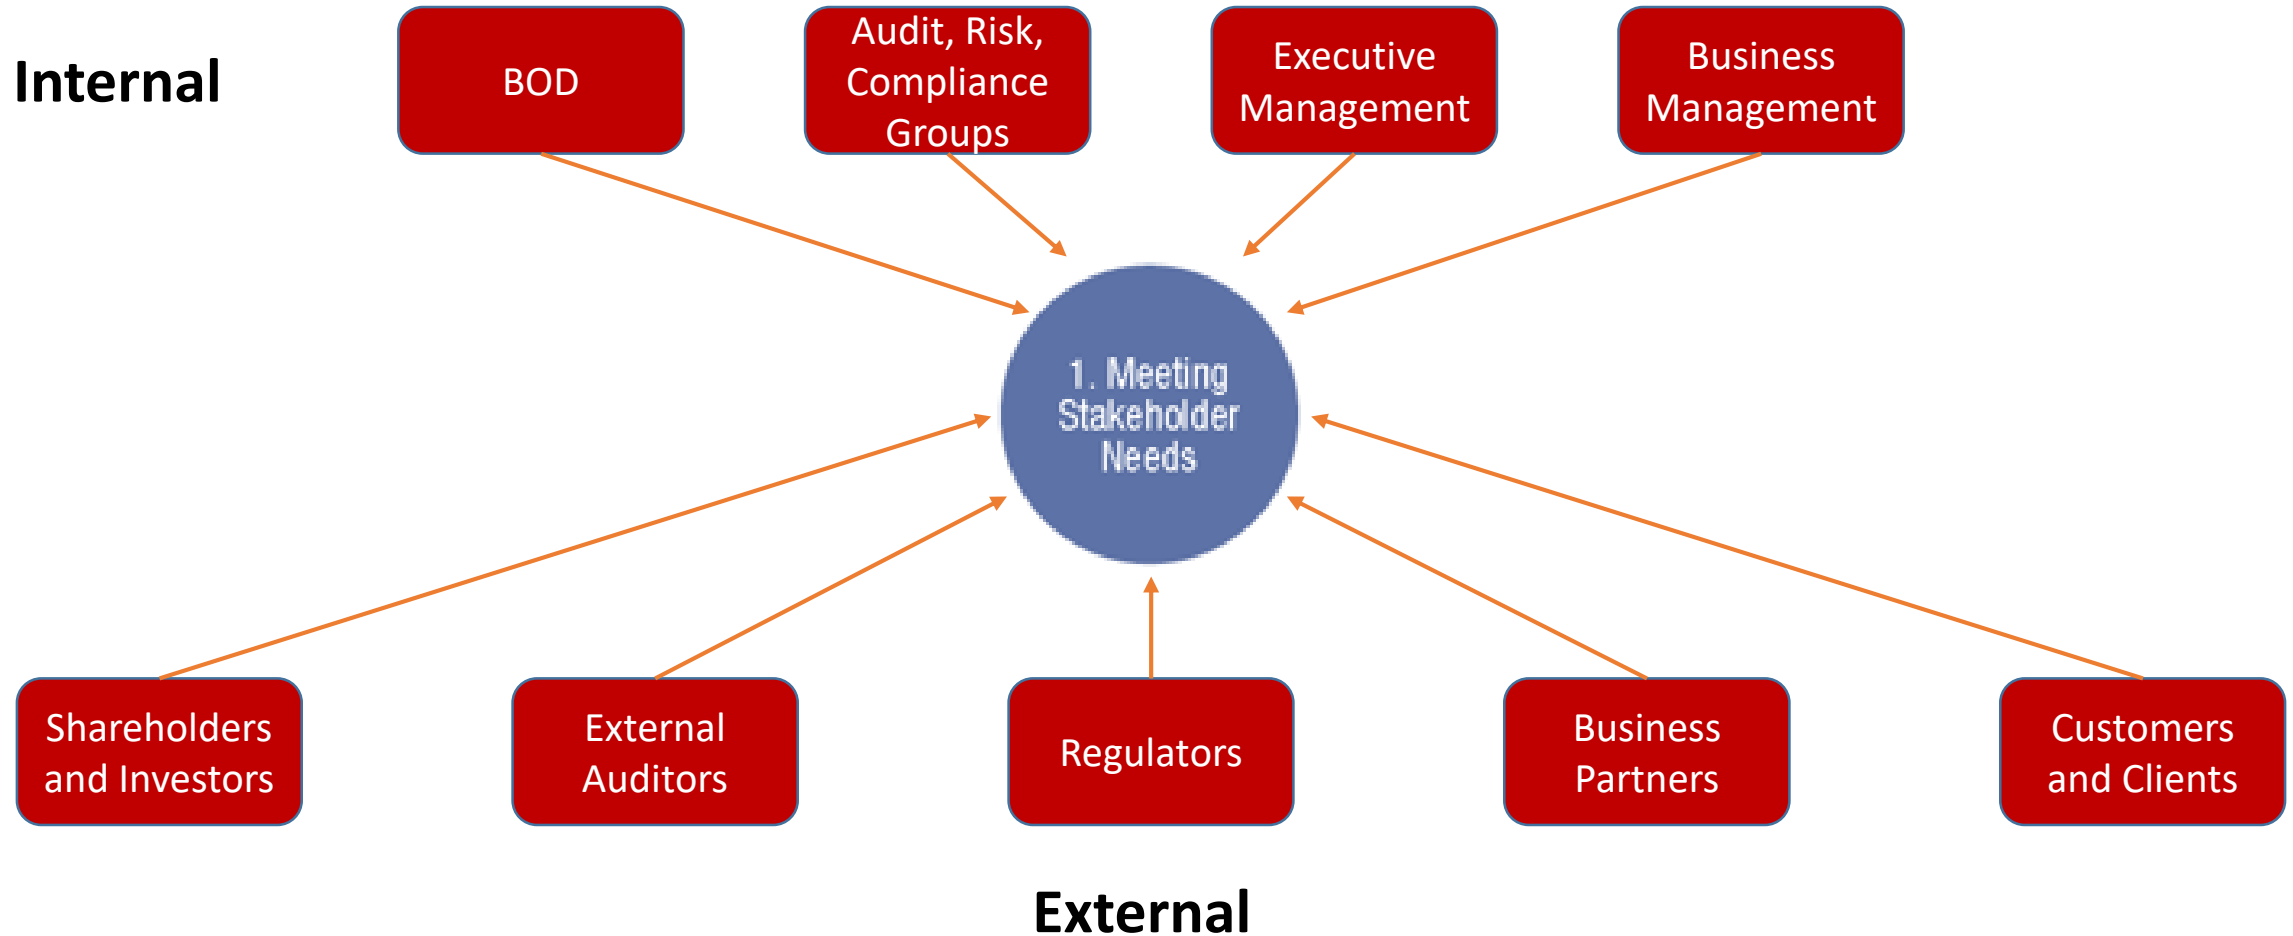 Internal
BOD
Audit, Risk,
Compliance
Groups
Executive
Management
Business
Management
1. Meeting
Stakeholder
Needs
Shareholders
and Investors
External
Auditors
Regulators
Business
Partners
Customers
and Clients
External